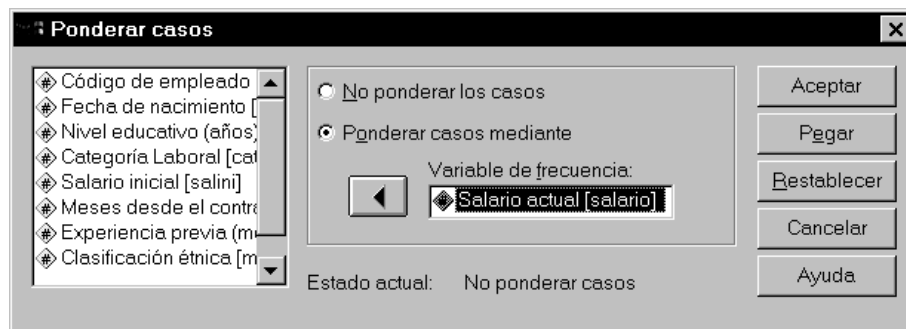 Ponderar casos
Código de empleado
Fecha de nacimiento [
Nivel educativo (años)
Categoría Laboral [cat
Salario inicial [salini]
Meses desde el contra
Experiencia previa (me
Clasificación étnica [m
No ponderar los casos
Ponderar casos mediante
Variable de frecuencia:
Salario actual [salario]
Estado actual: No ponderar casos
Aceptar
Pegar
Restablecer
Cancelar
Ayuda